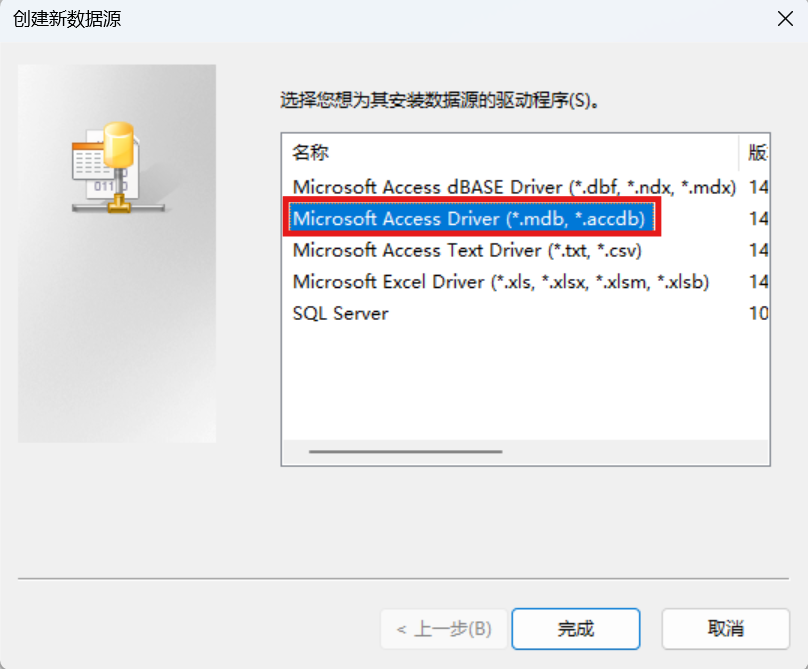 创建新数据源
选择您想为其安装数据源的驱动程序(S)。
名称 版
Microsoft Access dBASE Driver (*.dbf, *.ndx, *.mdx) 14
Microsoft Access Driver (*.mdb, *.accdb) 14
Microsoft Access Text Driver (*.txt, *.csv) 14
Microsoft Excel Driver (*.xls, *.xlsx, *.xlsm, *.xlsb) 14
SQL Server 10
< 上一步(B) 完成 取消